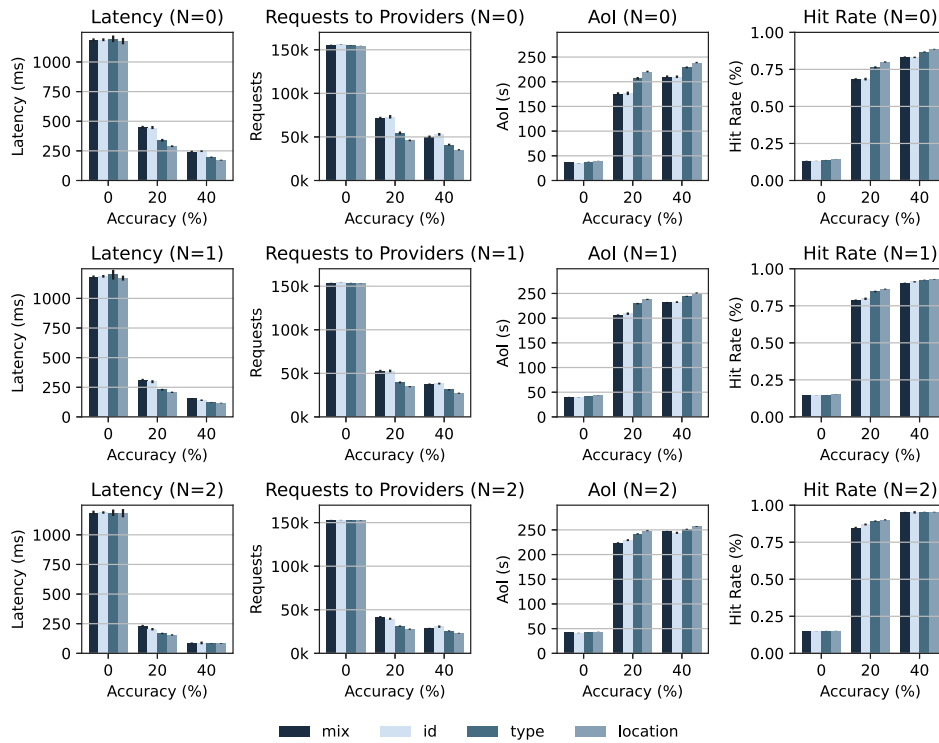 Latency (N=0)
Latency (ms)
1000
750
500
250
0
0 20 40
Accuracy (%)
Requests to Providers (N=0)
Requests
150k
100k
50k
0k
0 20 40
Accuracy (%)
AoI (N=0)
AoI (s)
250
200
150
100
50
0
0 20 40
Accuracy (%)
Hit Rate (N=0)
Hit Rate (%)
1.00
0.75
0.50
0.25
0.00
0 20 40
Accuracy (%)
Latency (N=1)
Latency (ms)
1000
750
500
250
0
0 20 40
Accuracy (%)
Requests to Providers (N=1)
Requests
150k
100k
50k
0k
0 20 40
Accuracy (%)
AoI (N=1)
AoI (s)
250
200
150
100
50
0
0 20 40
Accuracy (%)
Hit Rate (N=1)
Hit Rate (%)
1.00
0.75
0.50
0.25
0.00
0 20 40
Accuracy (%)
Latency (N=2)
Latency (ms)
1000
750
500
250
0
0 20 40
Accuracy (%)
Requests to Providers (N=2)
Requests
150k
100k
50k
0k
0 20 40
Accuracy (%)
AoI (N=2)
AoI (s)
250
200
150
100
50
0
0 20 40
Accuracy (%)
Hit Rate (N=2)
Hit Rate (%)
1.00
0.75
0.50
0.25
0.00
0 20 40
Accuracy (%)
mix id type location